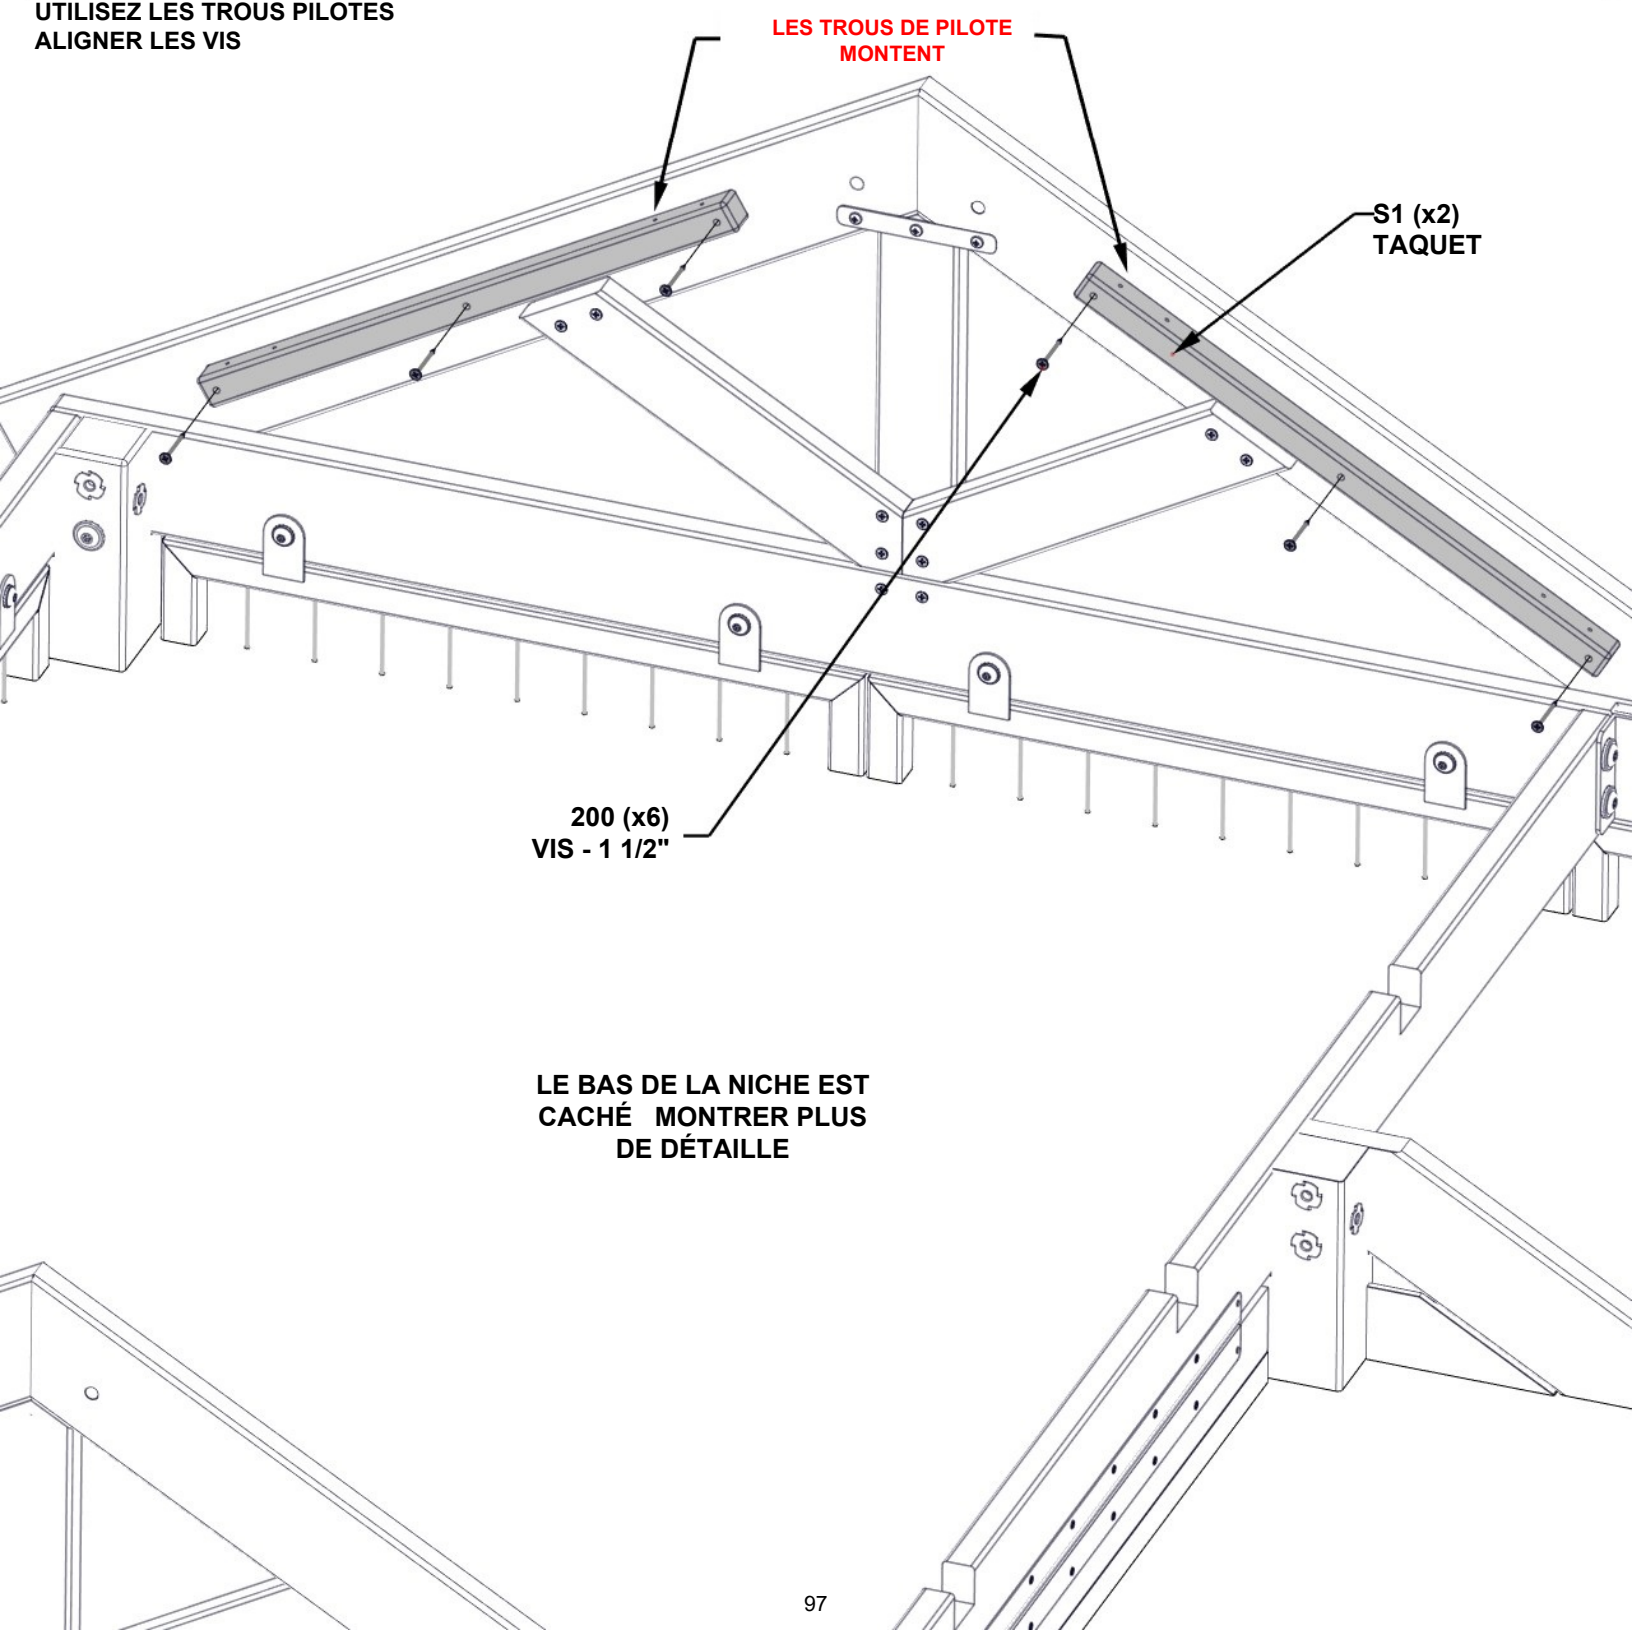 UTILISEZ LES TROUS PILOTES
ALIGNER LES VIS
LES TROUS DE PILOTE
MONTENT
S1 (x2)
TAQUET
200 (x6)
VIS - 1 1/2"
LE BAS DE LA NICHE EST
CACHÉ MONTRER PLUS
DE DÉTAILLE
97